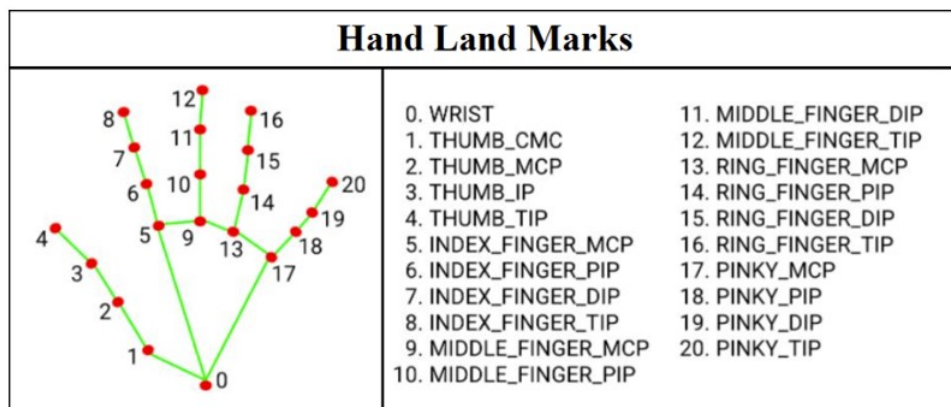 Hand Land Marks
12
8
16
11
7
15
10
20
6
14
19
4
5
9
13
18
3
17
2
1
0
0. WRIST
1. THUMB_CMC
2. THUMB_MCP
3. THUMB_IP
4. THUMB_TIP
5. INDEX_FINGER_MCP
6. INDEX_FINGER_PIP
7. INDEX_FINGER_DIP
8. INDEX_FINGER_TIP
9. MIDDLE_FINGER_MCP
10. MIDDLE_FINGER_PIP
11. MIDDLE_FINGER_DIP
12. MIDDLE_FINGER_TIP
13. RING_FINGER_MCP
14. RING_FINGER_PIP
15. RING_FINGER_DIP
16. RING_FINGER_TIP
17. PINKY_MCP
18. PINKY_PIP
19. PINKY_DIP
20. PINKY_TIP